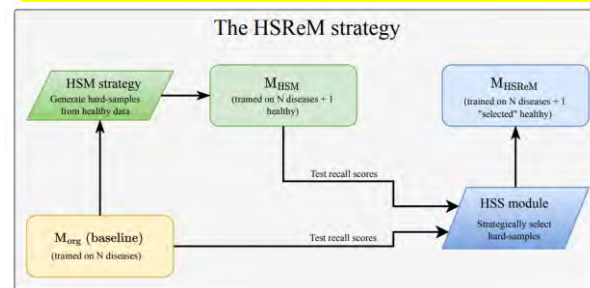 The HSReM strategy
HSM strategy
Generate hard-samples
from healthy data
M_HSM
(trained on N diseases + 1
healthy)
M_HSReM
(trained on N diseases + 1
"selected" healthy)
Test recall scores
HSS module
Strategically select
hard-samples
M_org (baseline)
(trained on N diseases)
Test recall scores